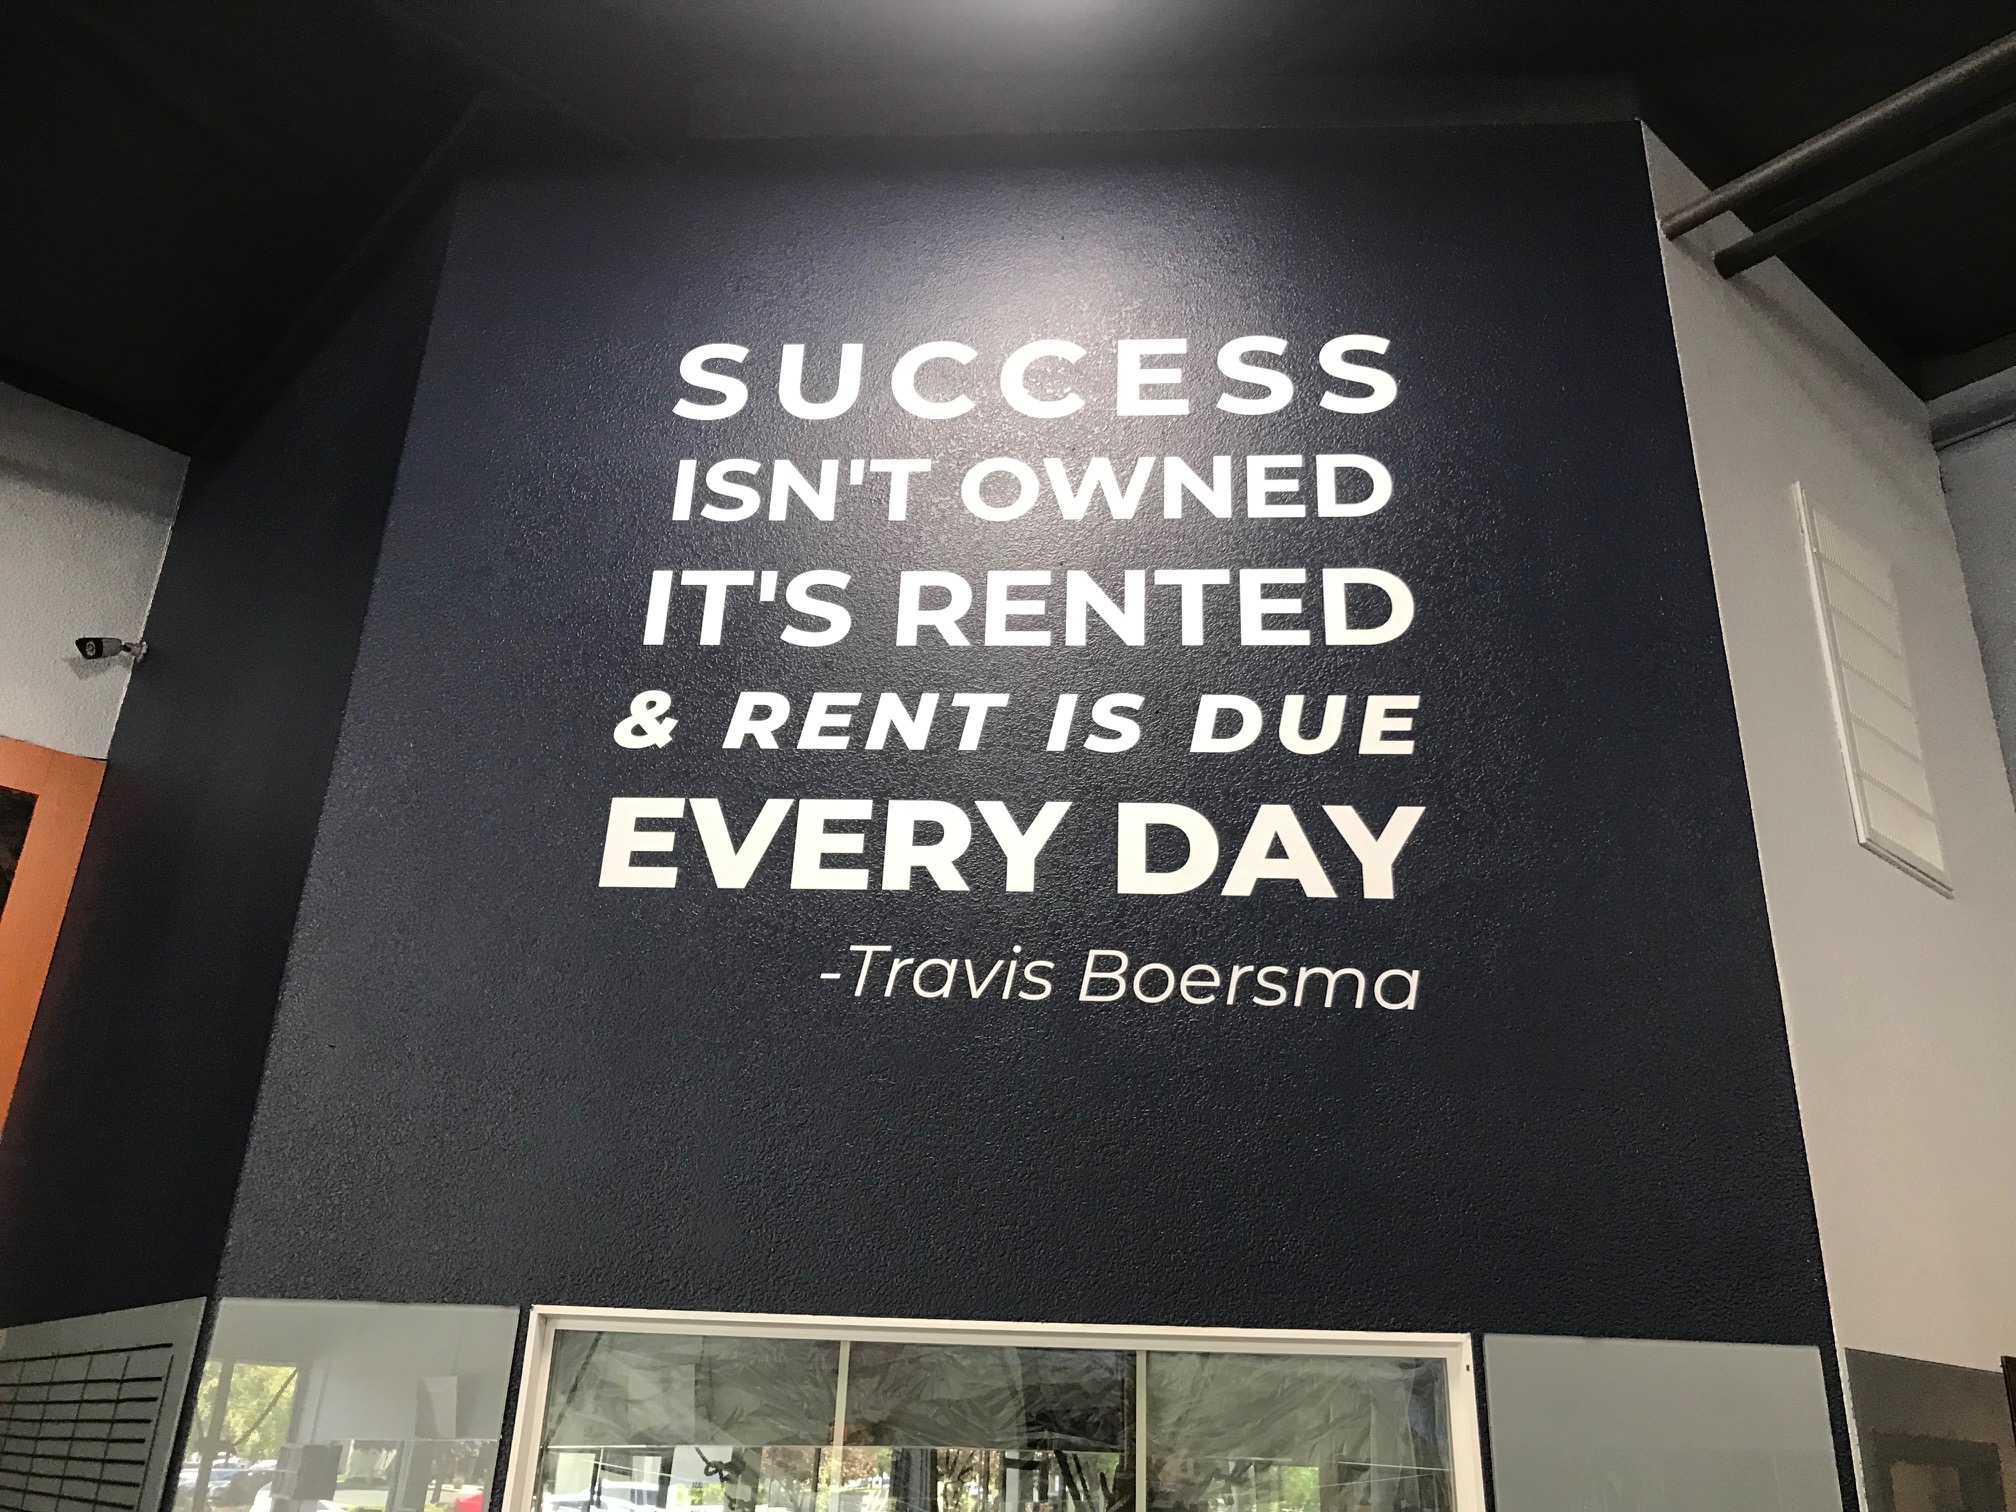 SUCCESS
ISN'T OWNED
IT'S RENTED
& RENT IS DUE
EVERY DAY
-Travis Boersma